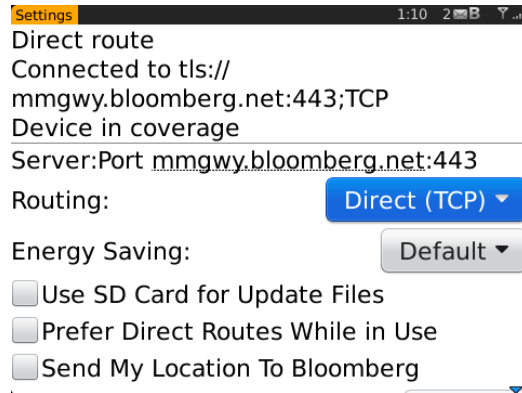 Settings 1:10 2 B
Direct route
Connected to tls://
mmgwy.bloomberg.net:443;TCP
Device in coverage
Server:Port mmgwy.bloomberg.net:443
Routing: Direct (TCP)
Energy Saving: Default
Use SD Card for Update Files
Prefer Direct Routes While in Use
Send My Location To Bloomberg